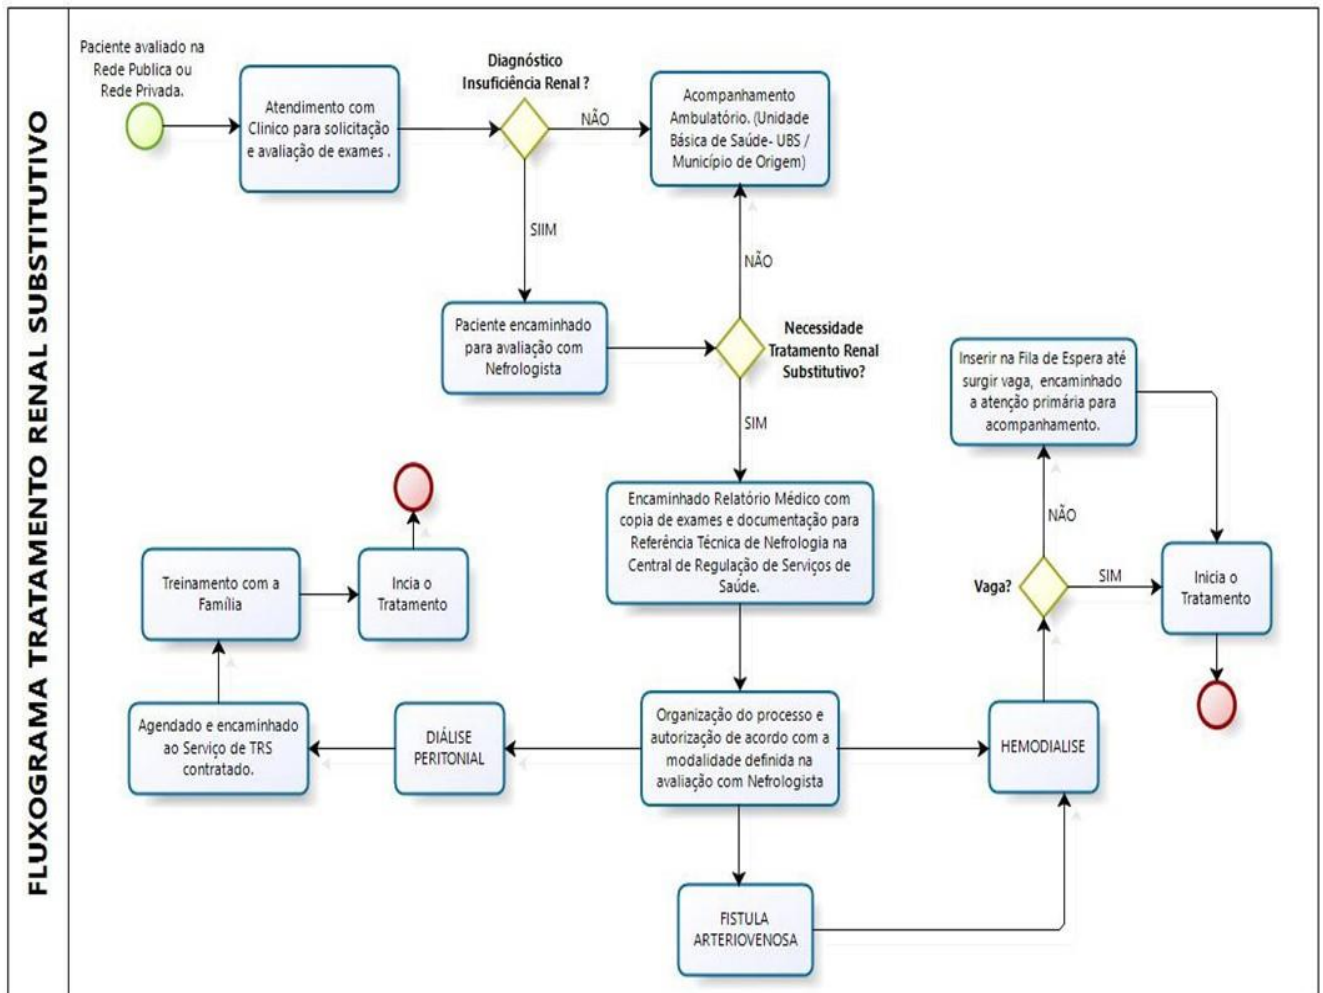 FLUXOGRAMA TRATAMENTO RENAL SUBSTITUTIVO
Paciente avaliado na
Rede Publica ou
Rede Privada.
Atendimento com
Clinico para solicitação
e avaliação de exames .
Diagnóstico
Insuficiência Renal ?
NÃO
Acompanhamento
Ambulatório. (Unidade
Básica de Saúde- UBS /
Município de Origem)
SIIM
Paciente encaminhado
para avaliação com
Nefrologista
NÃO
Necessidade
Tratamento Renal
Substitutivo?
SIM
Encaminhado Relatório Médico com
copia de exames e documentação para
Referência Técnica de Nefrologia na
Central de Regulação de Serviços de
Saúde.
Organização do processo e
autorização de acordo com a
modalidade definida na
avaliação com Nefrologista
DIÁLISE
PERITONIAL
Agendado e encaminhado
ao Serviço de TRS
contratado.
Treinamento com a
Família
Incia o
Tratamento
FISTULA
ARTERIOVENOSA
HEMODIALISE
Vaga?
NÃO
Inserir na Fila de Espera até
surgir vaga, encaminhado
a atenção primária para
acompanhamento.
SIM
Inicia o
Tratamento